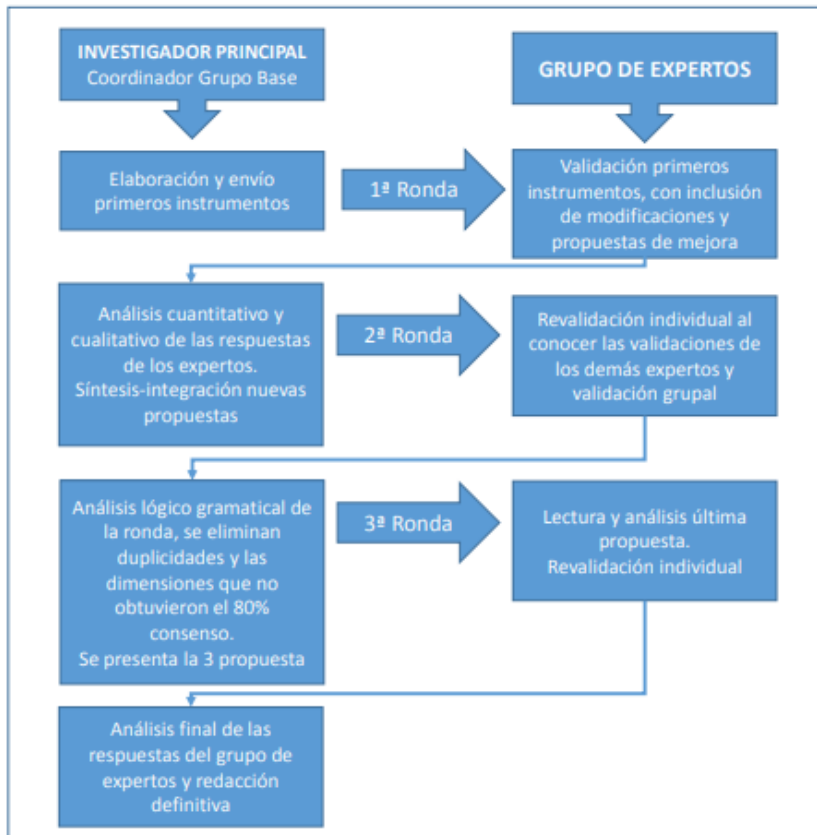 INVESTIGADOR PRINCIPAL
Coordinador Grupo Base
GRUPO DE EXPERTOS
Elaboración y envío
primeros instrumentos
1ª Ronda
Validación primeros
instrumentos, con inclusión
de modificaciones y
propuestas de mejora
Análisis cuantitativo y
cualitativo de las respuestas
de los expertos.
Síntesis-integración nuevas
propuestas
2ª Ronda
Revalidación individual al
conocer las validaciones de
los demás expertos y
validación grupal
Análisis lógico gramatical de
la ronda, se eliminan
duplicidades y las
dimensiones que no
obtuvieron el 80%
consenso.
Se presenta la 3 propuesta
3ª Ronda
Lectura y análisis última
propuesta.
Revalidación individual
Análisis final de las
respuestas del grupo de
expertos y redacción
definitiva